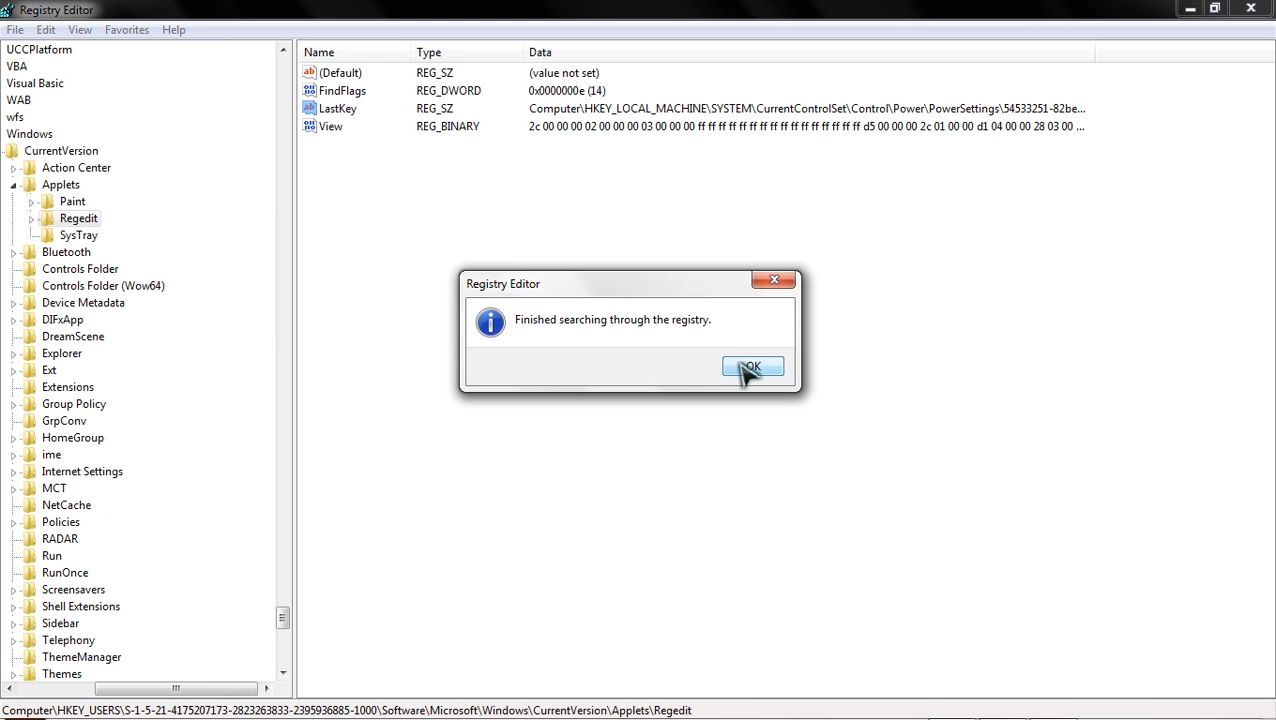 Registry Editor
File Edit View Favorites Help
UCCPlatform
VBA
Visual Basic
WAB
wfs
Windows
CurrentVersion
Action Center
Applets
Paint
Regedit
SysTray
Bluetooth
Controls Folder
Controls Folder (Wow64)
Device Metadata
DIFxApp
DreamScene
Explorer
Ext
Extensions
Group Policy
GrpConv
HomeGroup
ime
Internet Settings
MCT
NetCache
Policies
RADAR
Run
RunOnce
Screensavers
Shell Extensions
Sidebar
Telephony
ThemeManager
Themes
Name Type Data
(Default) REG_SZ (value not set)
FindFlags REG_DWORD 0x0000000e (14)
LastKey REG_SZ Computer\HKEY_LOCAL_MACHINE\SYSTEM\CurrentControlSet\Control\Power\PowerSettings\54533251-82be...
View REG_BINARY 2c 00 00 00 02 00 00 00 03 00 00 00 ff ff ff ff ff ff ff ff ff ff ff ff ff ff ff ff d5 00 00 00 2c 01 00 00 d1 04 00 00 28 03 00 ...
Registry Editor
Finished searching through the registry.
OK
Computer\HKEY_USERS\S-1-5-21-4175207173-2823263833-2395936885-1000\Software\Microsoft\Windows\CurrentVersion\Applets\Regedit